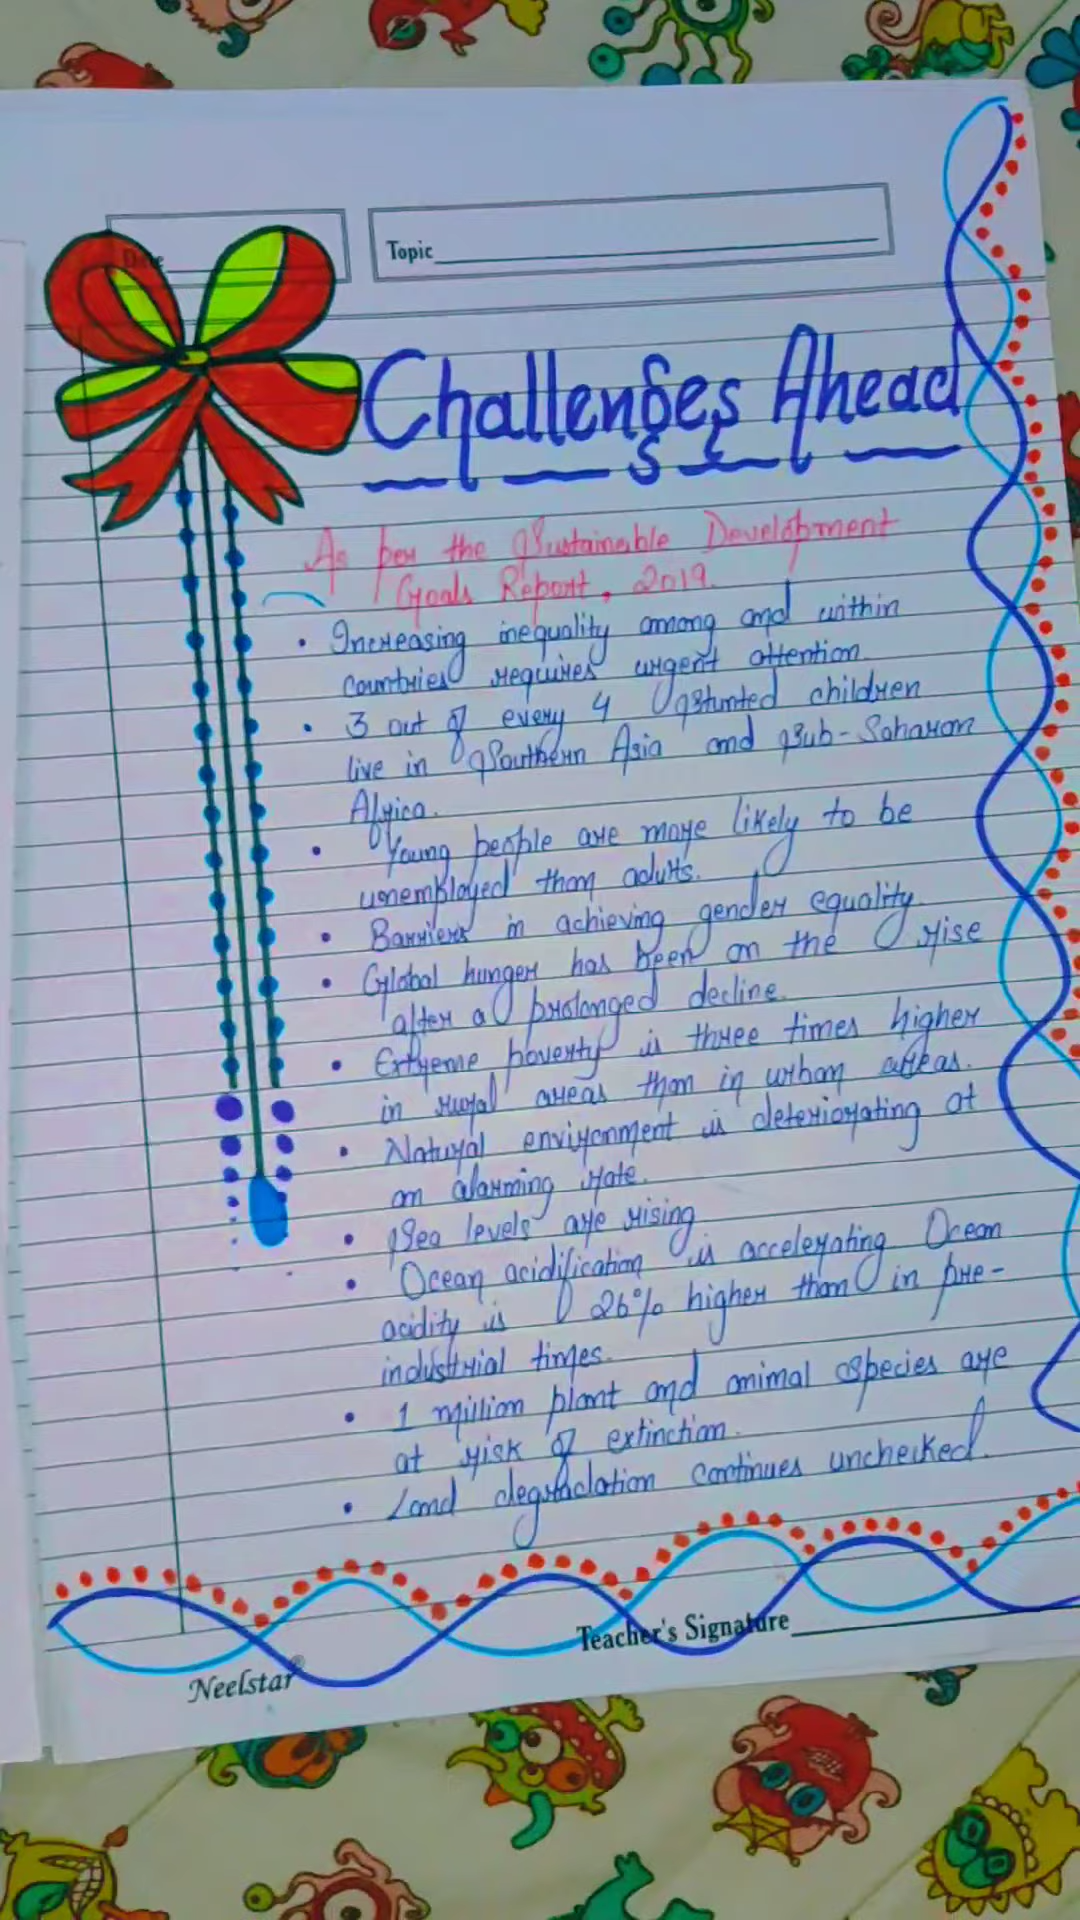 Date
Topic
Challenges Ahead
As per the Sustainable Development
Goals Report, 2019.
• Increasing inequality among and within
countries requires urgent attention
• 3 out of every 4 stunted children
live in Southern Asia and Sub-Saharan
Africa.
• Young people are more likely to be
unemployed than adults.
• Barriers in achieving gender equality.
• Global hunger has been on the rise
after a prolonged decline.
• Extreme poverty is three times higher
in rural areas than in urban areas.
• Natural environment is deteriorating at
an alarming rate.
• Sea levels are rising
• Ocean acidification is accelerating Ocean
acidity is 26% higher than in pre-
industrial times.
• 1 million plant and animal species are
at risk of extinction.
• Land degradation continues unchecked.
Teacher's Signature
Neelstar®